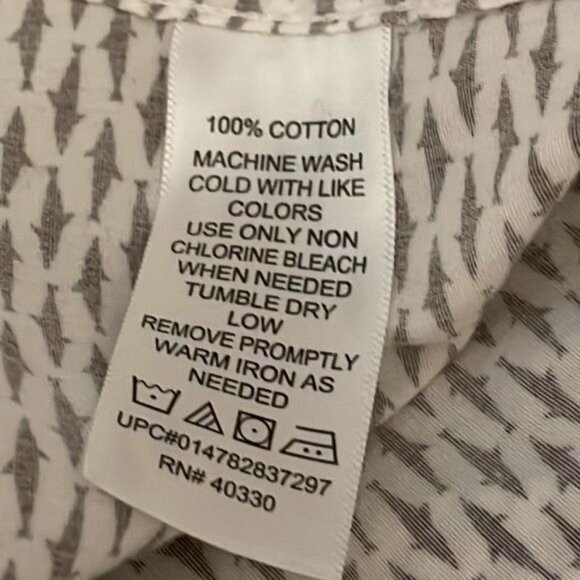 100% COTTON
MACHINE WASH
COLD WITH LIKE
COLORS
USE ONLY NON
CHLORINE BLEACH
WHEN NEEDED
TUMBLE DRY
LOW
REMOVE PROMPTLY
WARM IRON AS
NEEDED
UPC#014782837297
RN# 40330